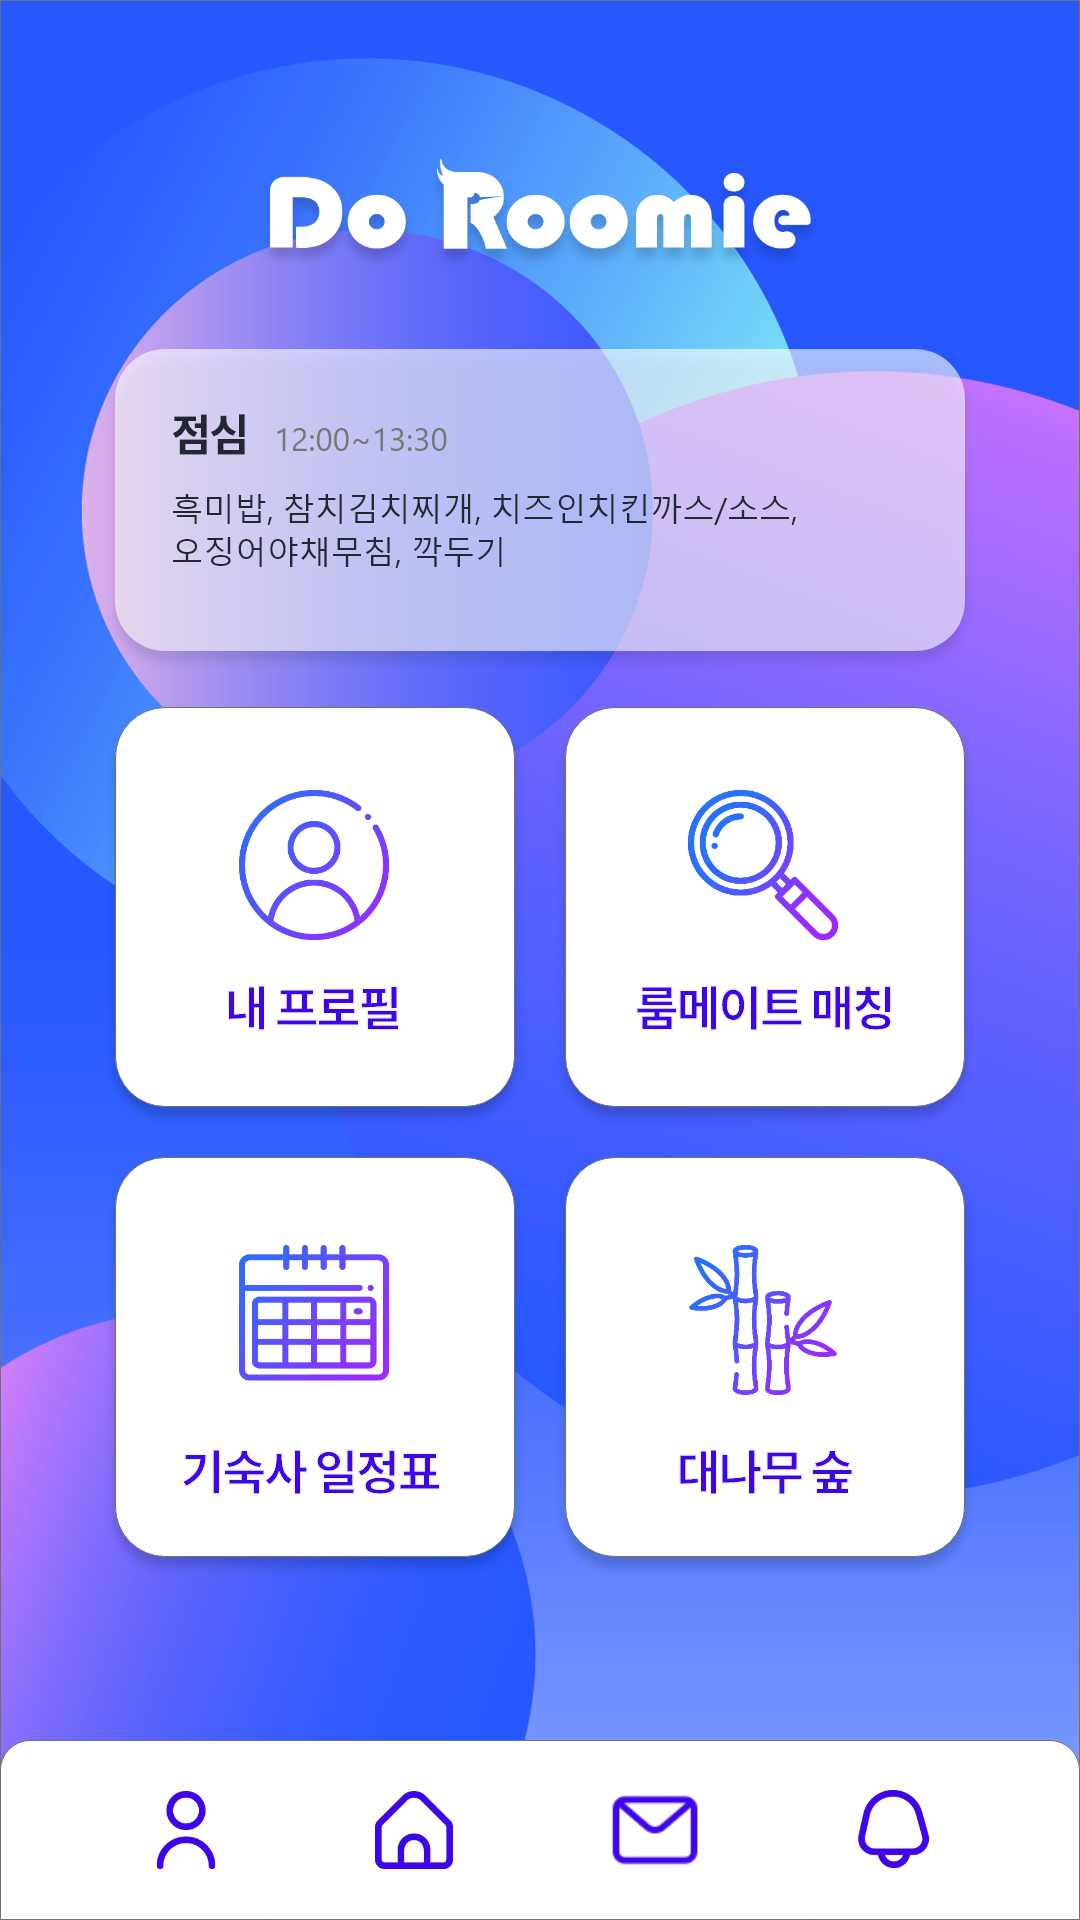 Do Roomie
점심 12:00~13:30
흑미밥, 참치김치찌개, 치즈인치킨까스/소스,
오징어야채무침, 깍두기
내 프로필
룸메이트 매칭
기숙사 일정표
대나무 숲